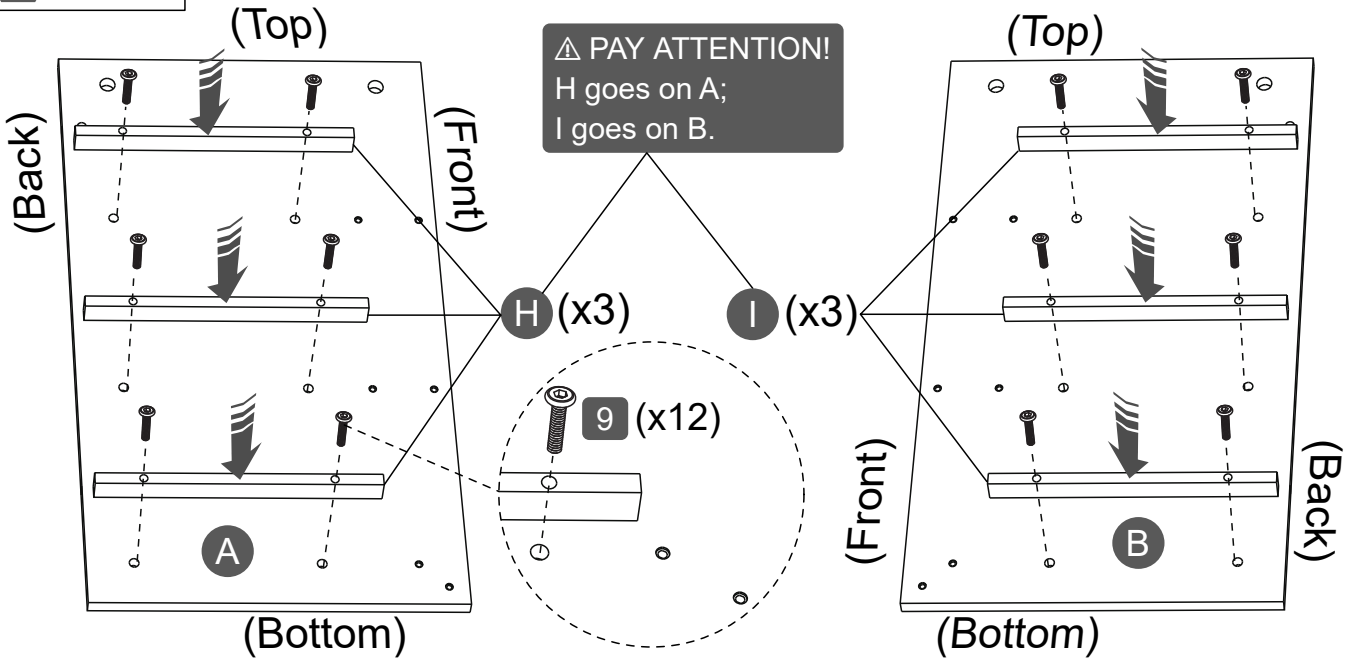 (Top)
⚠ PAY ATTENTION!
H goes on A;
I goes on B.
(Top)
(Back)
(Front)
H (x3)
I (x3)
9 (x12)
(Front)
(Back)
A
B
(Bottom)
(Bottom)